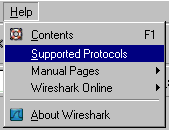 Help
Contents F1
Supported Protocols
Manual Pages
Wireshark Online
About Wireshark